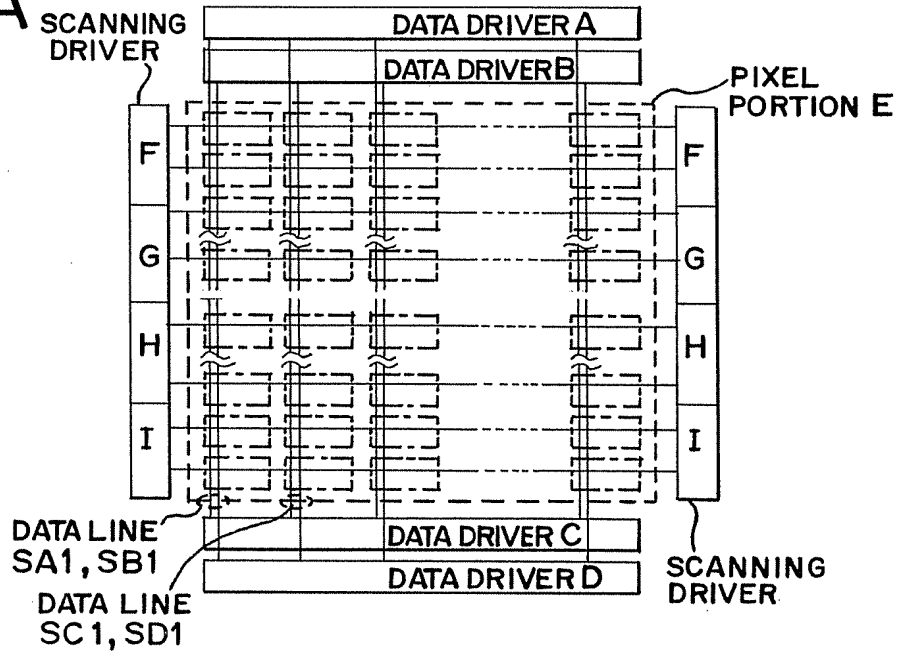 A
SCANNING
DRIVER
DATA DRIVER A
DATA DRIVER B
PIXEL
PORTION E
F
F
G
G
H
H
I
I
DATA LINE
SA1, SB1
DATA LINE
SC1, SD1
DATA DRIVER C
DATA DRIVER D
SCANNING
DRIVER